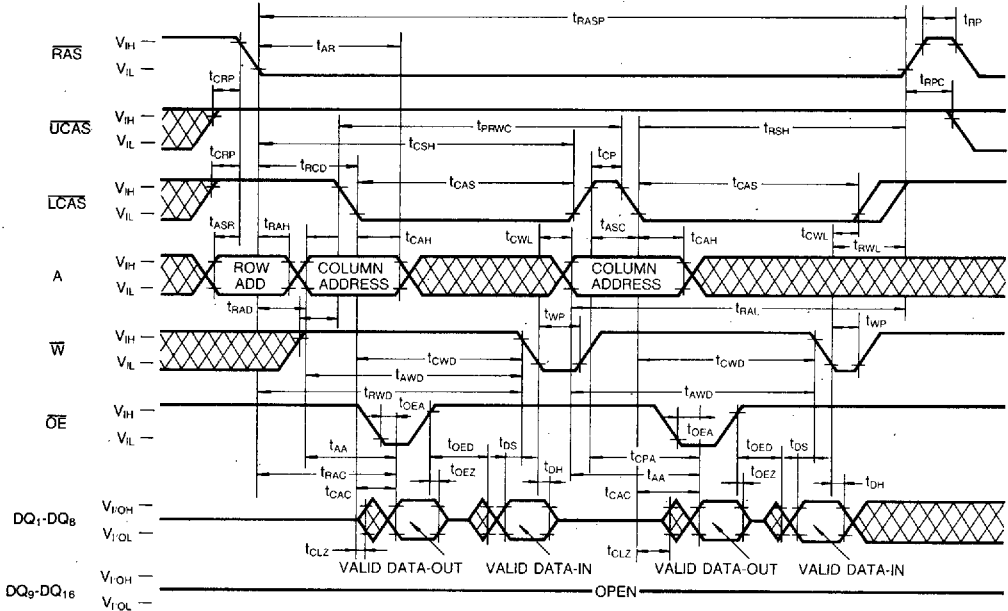 tRASP
tRP
tAR
RAS
VIH
VIL
tCRP
tRPC
UCAS
VIH
VIL
tPRWC
tCSH
tRSH
tCRP
tRCD
tCP
LCAS
VIH
VIL
tCAS
tCAS
tASR
tRAH
tCAH
tCWL
tASC
tCAH
tCWL
tRWL
A
VIH
VIL
ROW ADD
COLUMN ADDRESS
COLUMN ADDRESS
tRAD
tWP
tRAL
tWP
W
VIH
VIL
tCWD
tCWD
tAWD
tAWD
tRWD
OE
VIH
VIL
tOEA
tOEA
tAA
tOED
tDS
tCPA
tOED
tDS
tRAC
tOEZ
tDH
tAA
tOEZ
tDH
tCAC
tCAC
DQ1-DQ8
VI/OH
VI/OL
tCLZ
tCLZ
VALID DATA-OUT
VALID DATA-IN
VALID DATA-OUT
VALID DATA-IN
DQ9-DQ16
VI/OH
VI/OL
OPEN